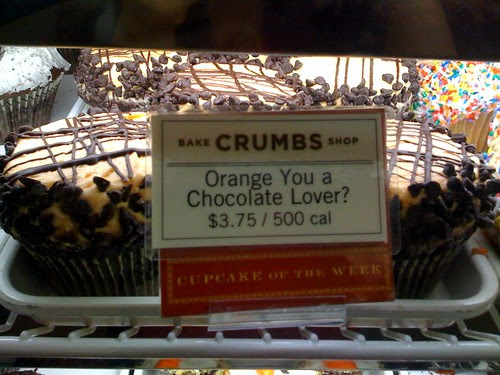 BAKE CRUMBS SHOP
Orange You a
Chocolate Lover?
$3.75 / 500 cal
CUPCAKE OF THE WEEK